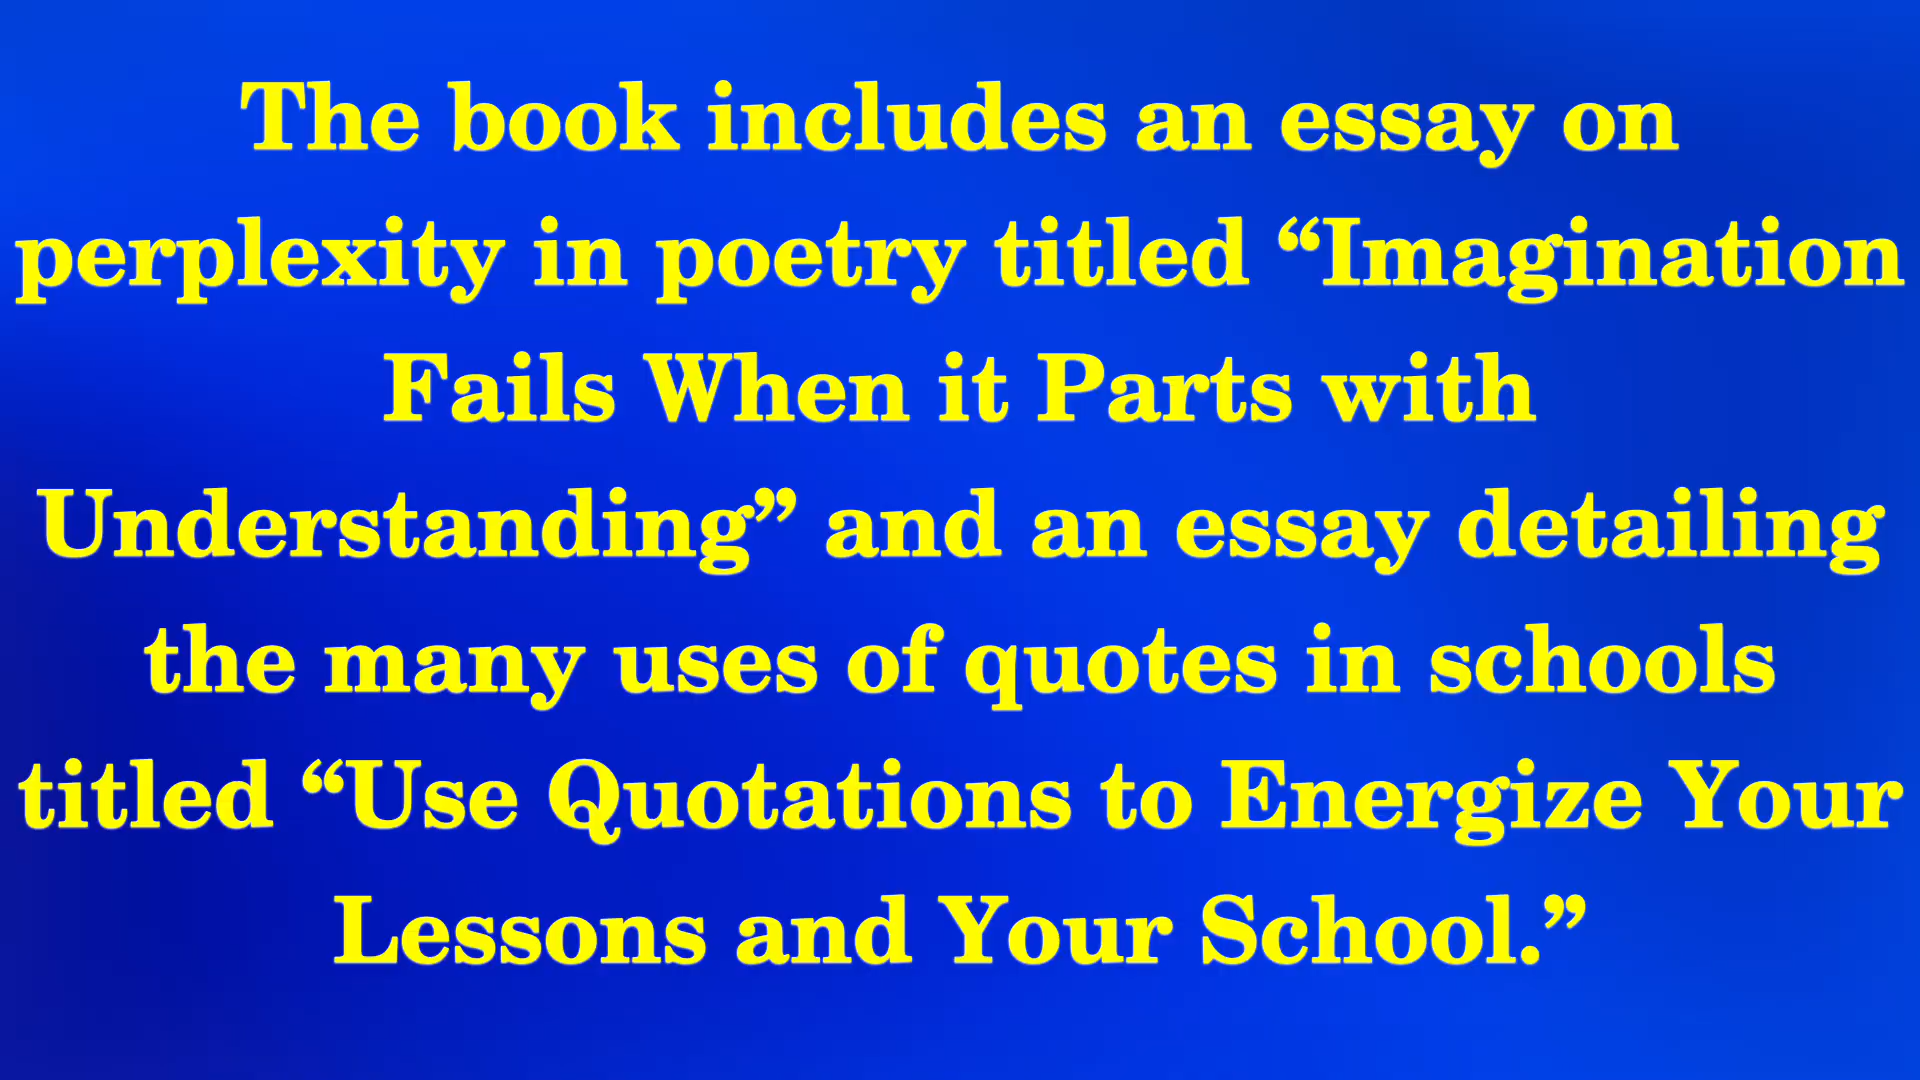 The book includes an essay on
perplexity in poetry titled “Imagination
Fails When it Parts with
Understanding” and an essay detailing
the many uses of quotes in schools
titled “Use Quotations to Energize Your
Lessons and Your School.”